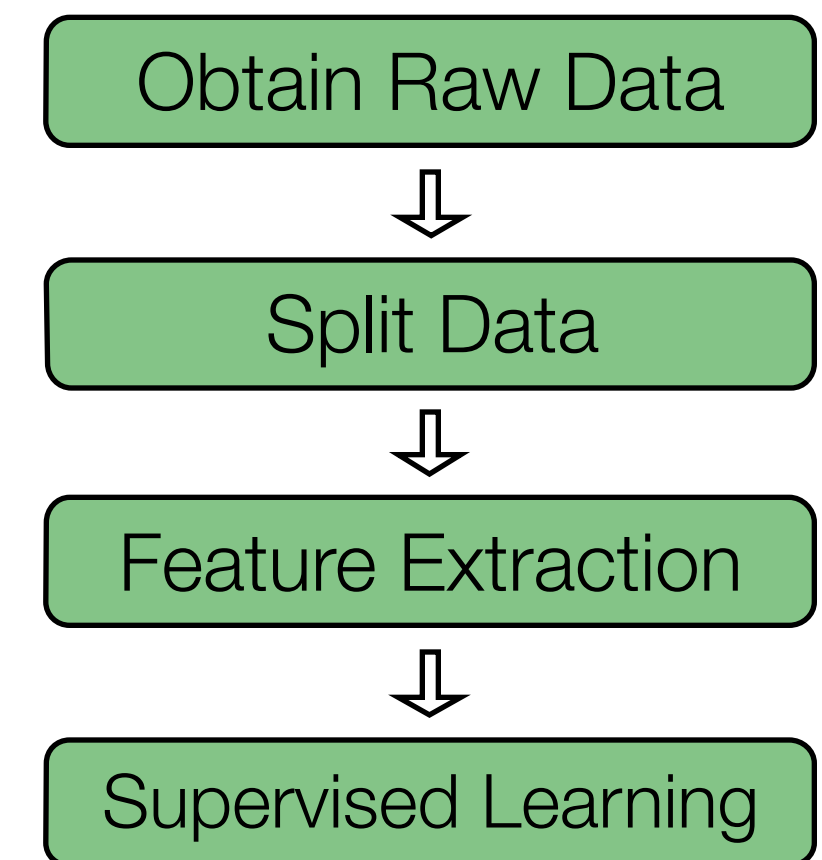 Obtain Raw Data
Split Data
Feature Extraction
Supervised Learning